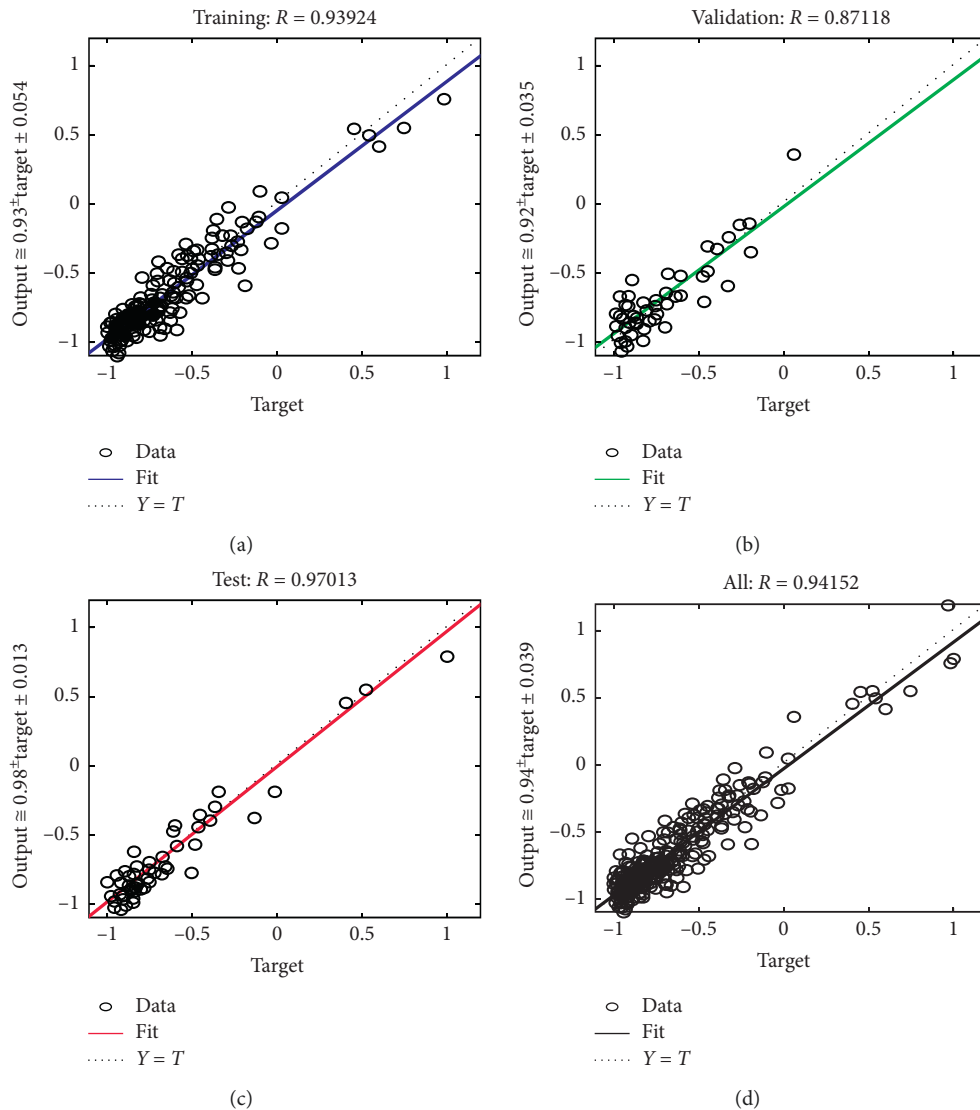 Training: R = 0.93924
Output ≅ 0.93±target ± 0.054
1
0.5
0
−0.5
−1
−1 −0.5 0 0.5 1
Target
Data
Fit
Y = T
(a)
Validation: R = 0.87118
Output ≅ 0.92±target ± 0.035
1
0.5
0
−0.5
−1
−1 −0.5 0 0.5 1
Target
Data
Fit
Y = T
(b)
Test: R = 0.97013
Output ≅ 0.98±target ± 0.013
1
0.5
0
−0.5
−1
−1 −0.5 0 0.5 1
Target
Data
Fit
Y = T
(c)
All: R = 0.94152
Output ≅ 0.94±target ± 0.039
1
0.5
0
−0.5
−1
−1 −0.5 0 0.5 1
Target
Data
Fit
Y = T
(d)